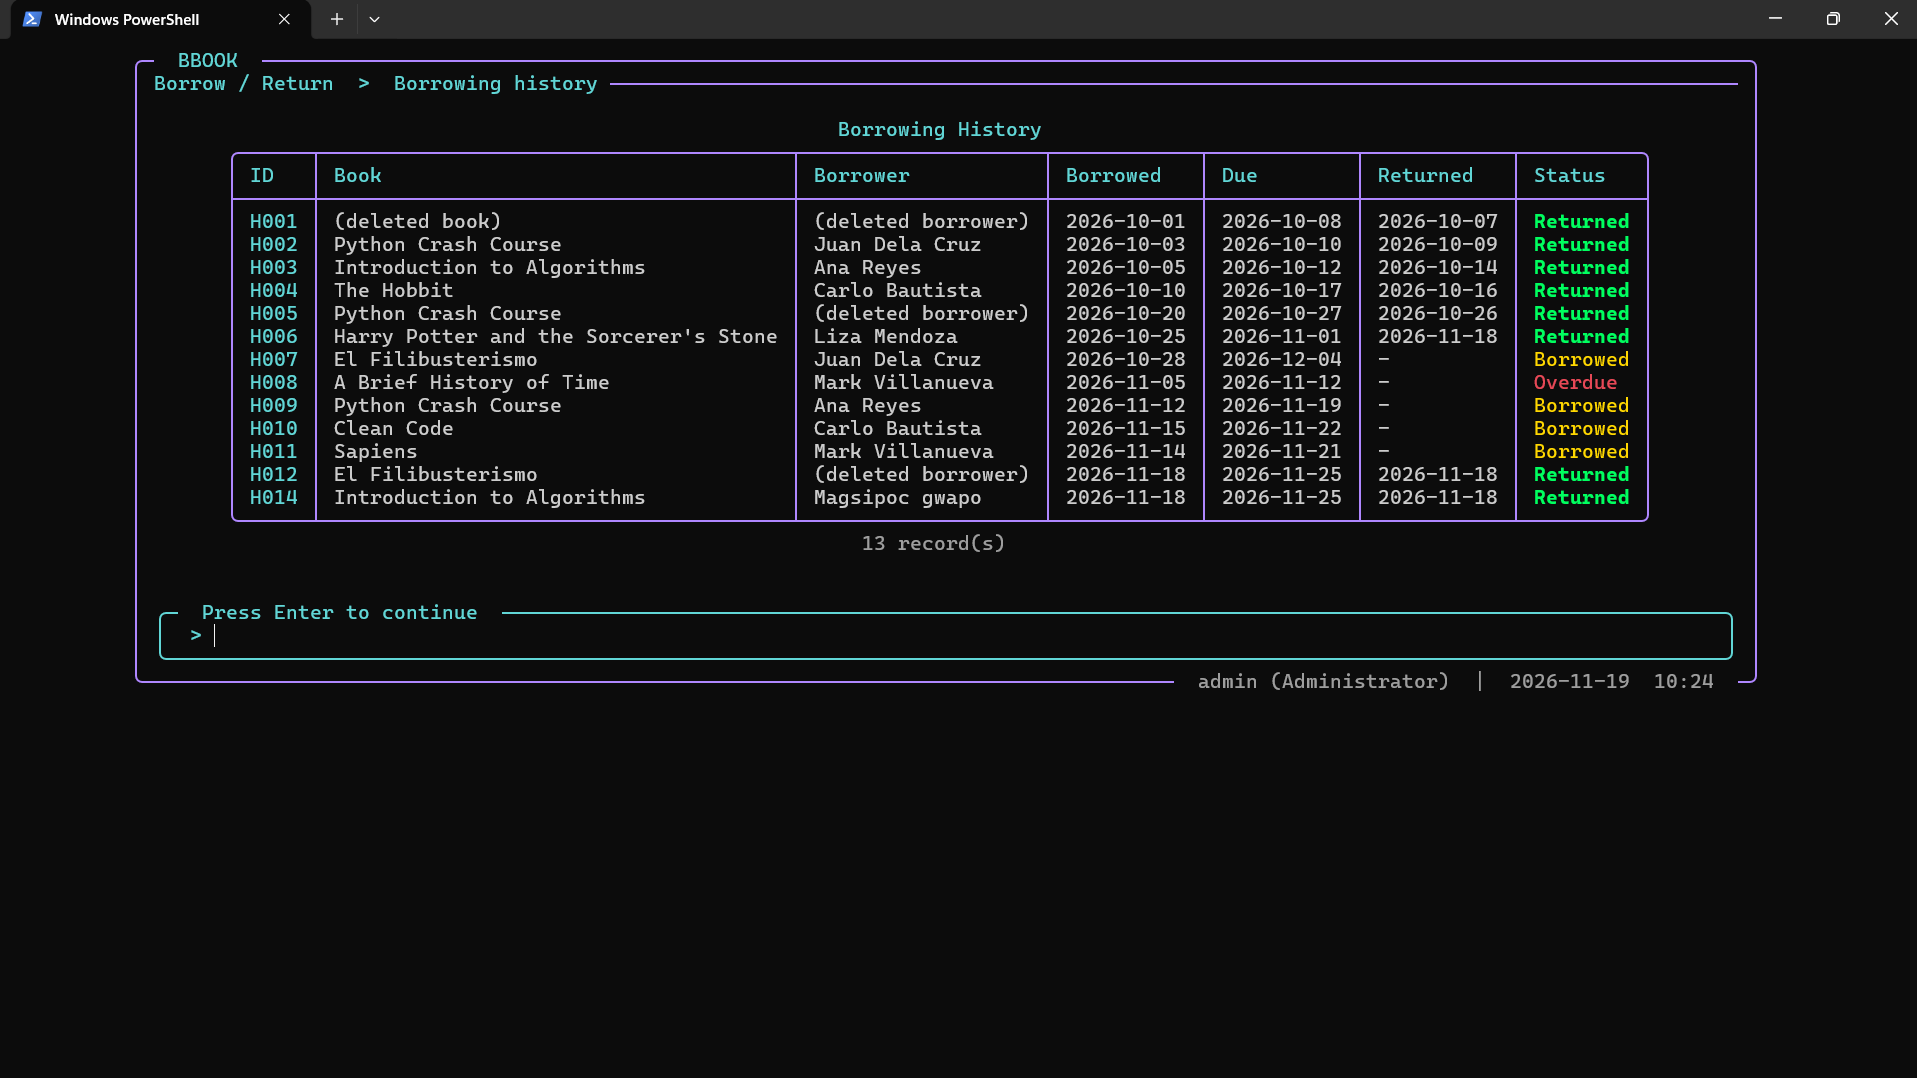 Windows PowerShell
BBOOK
Borrow / Return > Borrowing history
Borrowing History
ID Book Borrower Borrowed Due Returned Status
H001 (deleted book) (deleted borrower) 2026-10-01 2026-10-08 2026-10-07 Returned
H002 Python Crash Course Juan Dela Cruz 2026-10-03 2026-10-10 2026-10-09 Returned
H003 Introduction to Algorithms Ana Reyes 2026-10-05 2026-10-12 2026-10-14 Returned
H004 The Hobbit Carlo Bautista 2026-10-10 2026-10-17 2026-10-16 Returned
H005 Python Crash Course (deleted borrower) 2026-10-20 2026-10-27 2026-10-26 Returned
H006 Harry Potter and the Sorcerer's Stone Liza Mendoza 2026-10-25 2026-11-01 2026-11-18 Returned
H007 El Filibusterismo Juan Dela Cruz 2026-10-28 2026-12-04 - Borrowed
H008 A Brief History of Time Mark Villanueva 2026-11-05 2026-11-12 - Overdue
H009 Python Crash Course Ana Reyes 2026-11-12 2026-11-19 - Borrowed
H010 Clean Code Carlo Bautista 2026-11-15 2026-11-22 - Borrowed
H011 Sapiens Mark Villanueva 2026-11-14 2026-11-21 - Borrowed
H012 El Filibusterismo (deleted borrower) 2026-11-18 2026-11-25 2026-11-18 Returned
H014 Introduction to Algorithms Magsipoc gwapo 2026-11-18 2026-11-25 2026-11-18 Returned
13 record(s)
Press Enter to continue
>
admin (Administrator) | 2026-11-19 10:24